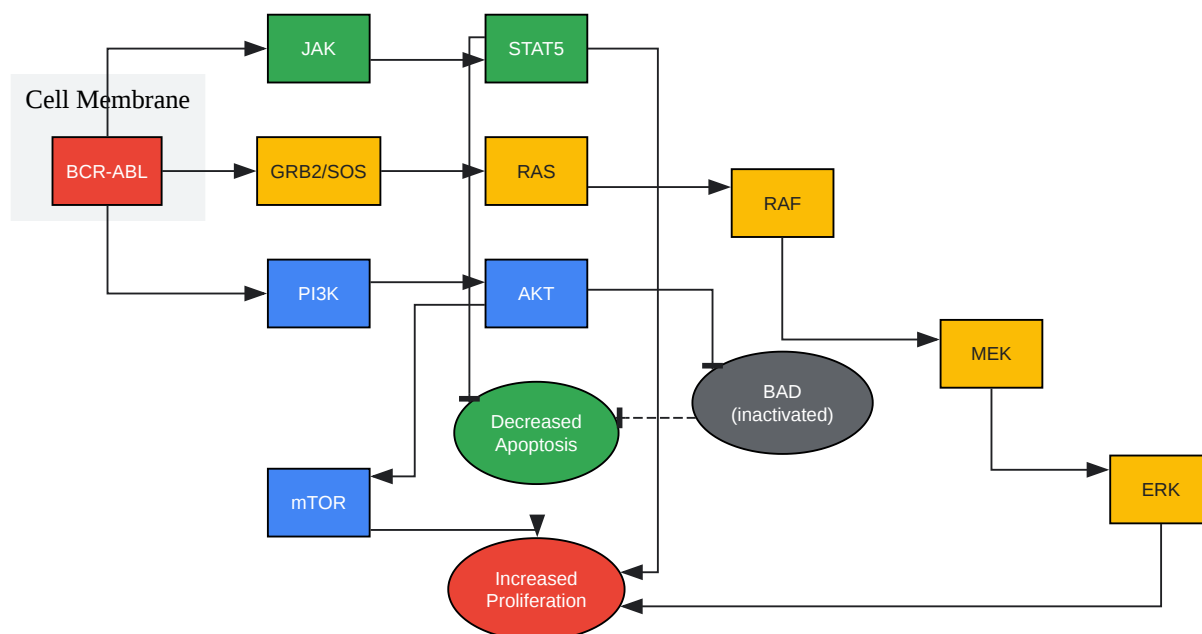 JAK
STAT5
Cell Membrane
BCR-ABL
GRB2/SOS
RAS
RAF
PI3K
AKT
MEK
BAD
(inactivated)
Decreased
Apoptosis
mTOR
ERK
Increased
Proliferation